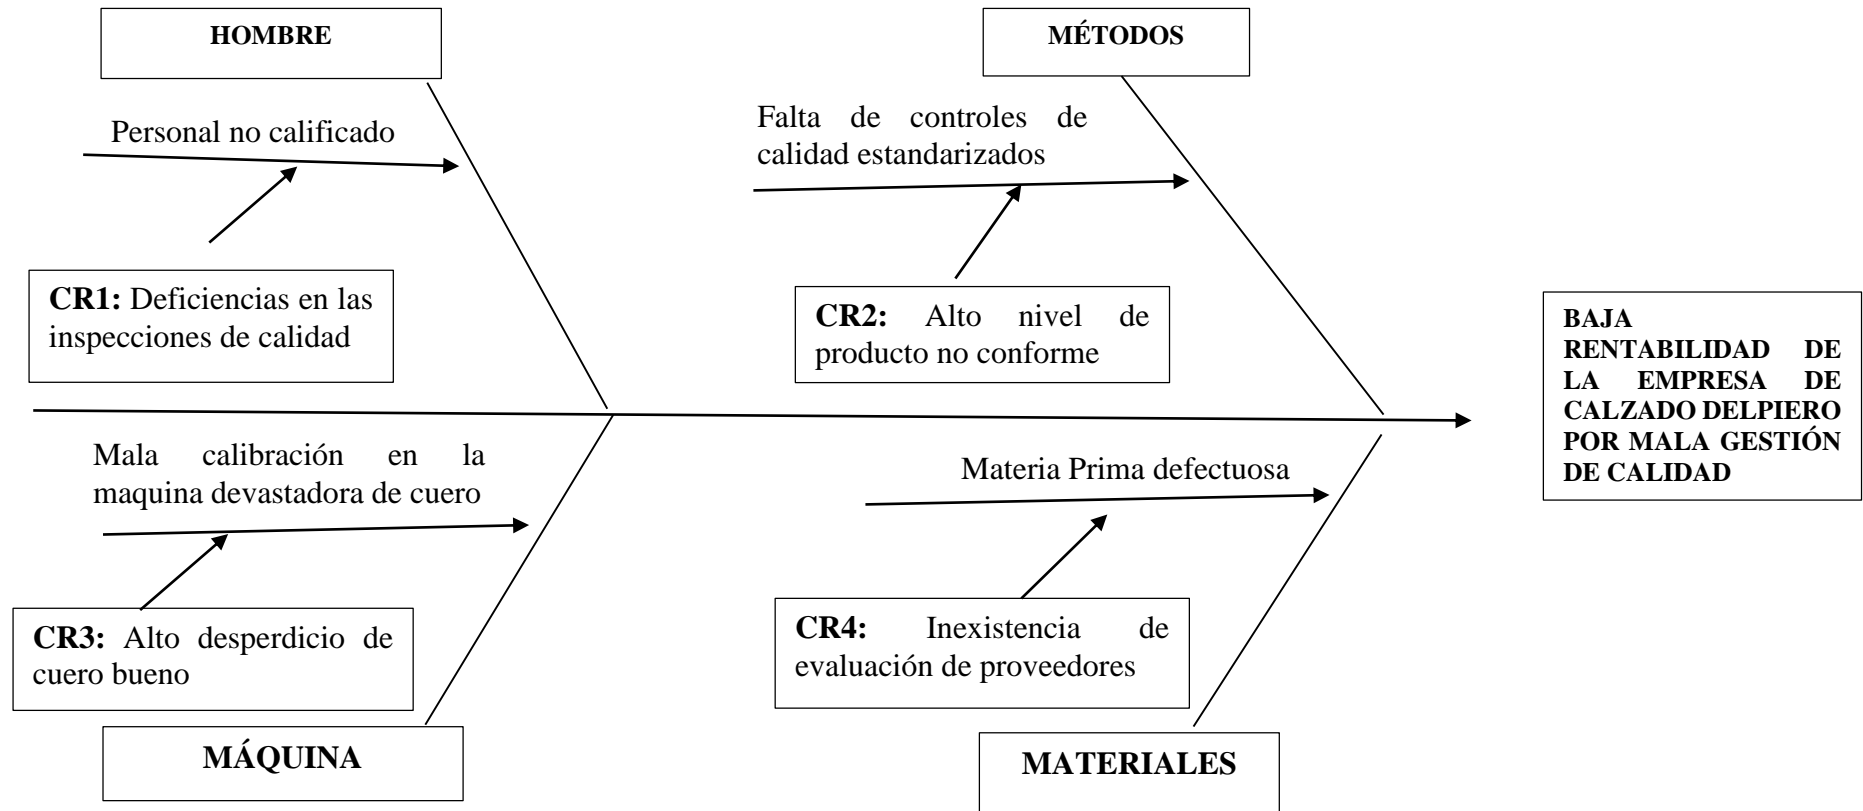 HOMBRE
MÉTODOS
Personal no calificado
Falta de controles de
calidad estandarizados
CR1: Deficiencias en las
inspecciones de calidad
CR2: Alto nivel de
producto no conforme
BAJA
RENTABILIDAD DE
LA EMPRESA DE
CALZADO DELPIERO
POR MALA GESTIÓN
DE CALIDAD
Mala calibración en la
maquina devastadora de cuero
Materia Prima defectuosa
CR3: Alto desperdicio de
cuero bueno
CR4: Inexistencia de
evaluación de proveedores
MÁQUINA
MATERIALES